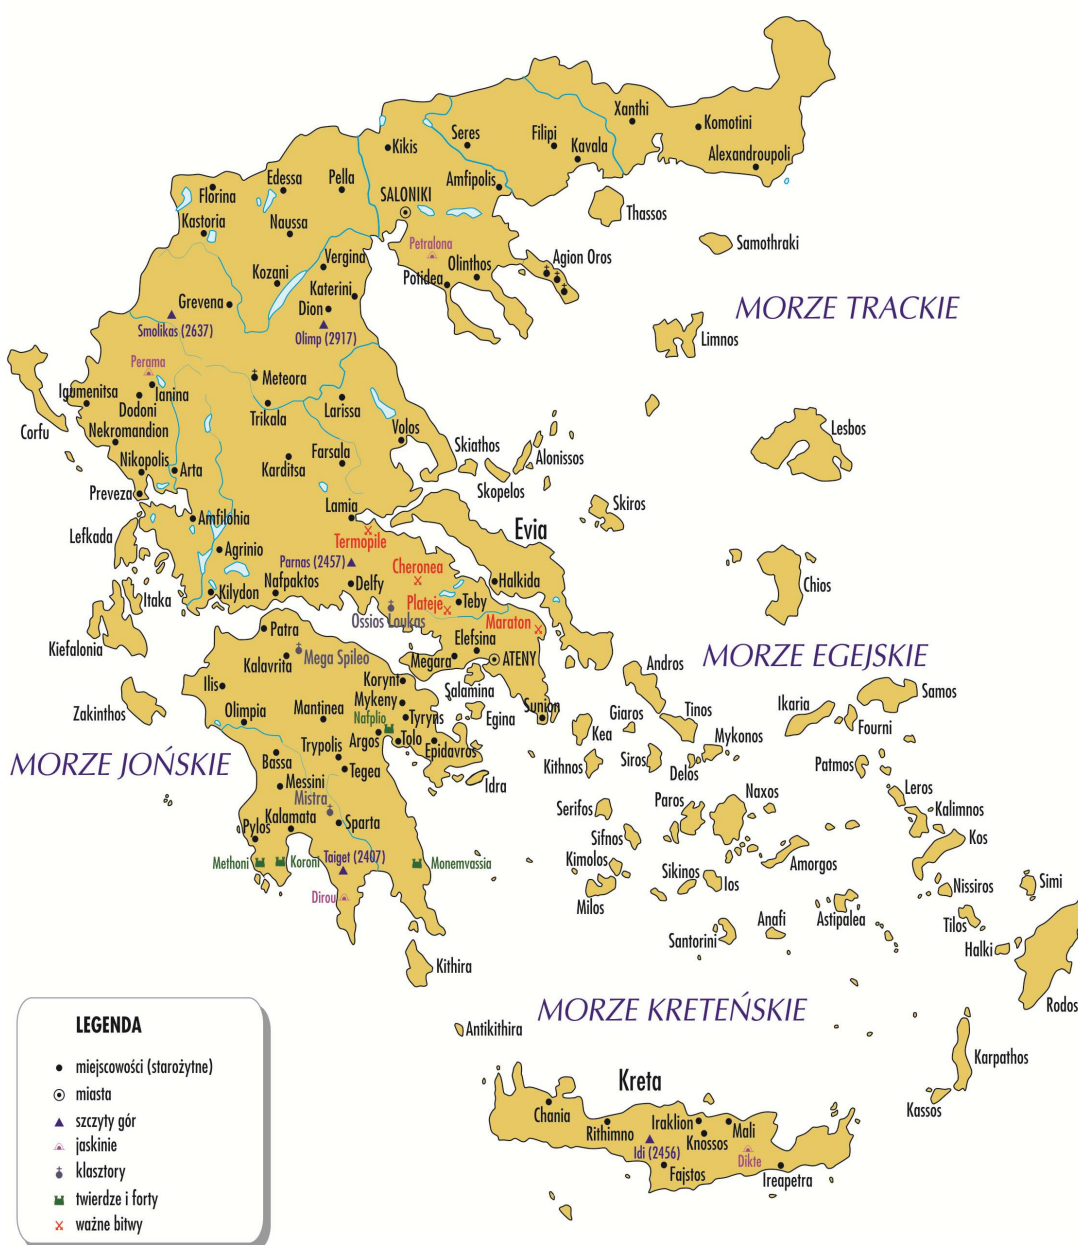 Xanthi
Komotini
Kikis
Seres
Filipi
Kavala
Alexandroupoli
Florina
Edessa
Pella
Amfipolis
SALONIKI
Thassos
Kastoria
Naussa
Samothraki
Vergina
Petralona
Olinthos
Agion Oros
Kozani
Potidea
Katerini
Grevena
Dion
MORZE TRACKIE
Smolikas (2637)
Olimp (2917)
Limnos
Perama
Meteora
Igumenitsa
Ianina
Dodoni
Trikala
Larissa
Corfu
Nekromandion
Volos
Lesbos
Skiathos
Alonissos
Farsala
Nikopolis
Arta
Karditsa
Skopelos
Preveza
Lamia
Skiros
Amfilohia
Evia
Lefkada
Termopile
Agrinio
Parnas (2457)
Cheronea
Chios
Halkida
Nafpaktos
Delfy
Kilydon
Itaka
Plateje
Teby
Ossios Loukas
Maraton
Patra
Elefsina
Kiefalonia
Kalavrita
Mega Spileo
Megara
ATENY
MORZE EGEJSKIE
Andros
Ilis
Korynt
Salamina
Samos
Zakinthos
Olimpia
Mantinea
Mykeny
Nafplio
Tyryns
Egina
Sunion
Giaros
Tinos
Ikaria
Fourni
Argos
Tolo
Kea
Mykonos
MORZE JOŃSKIE
Bassa
Trypolis
Epidavros
Kithnos
Siros
Delos
Patmos
Tegea
Idra
Messini
Leros
Mistra
Serifos
Paros
Naxos
Kalimnos
Pylos
Kalamata
Sparta
Sifnos
Kos
Methoni
Koroni
Taiget (2407)
Monemvassia
Kimolos
Amorgos
Sikinos
Ios
Nissiros
Simi
Dirou
Milos
Anafi
Astipalea
Tilos
Santorini
Halki
Kithira
Rodos
MORZE KRETEŃSKIE
Antikithira
Karpathos
Kreta
Kassos
Chania
Rithimno
Iraklion
Mali
Knossos
Idi (2456)
Dikte
Fajstos
Ireapetra
LEGENDA
miejscowości (starożytne)
miasta
szczyty gór
jaskinie
klasztory
twierdze i forty
ważne bitwy